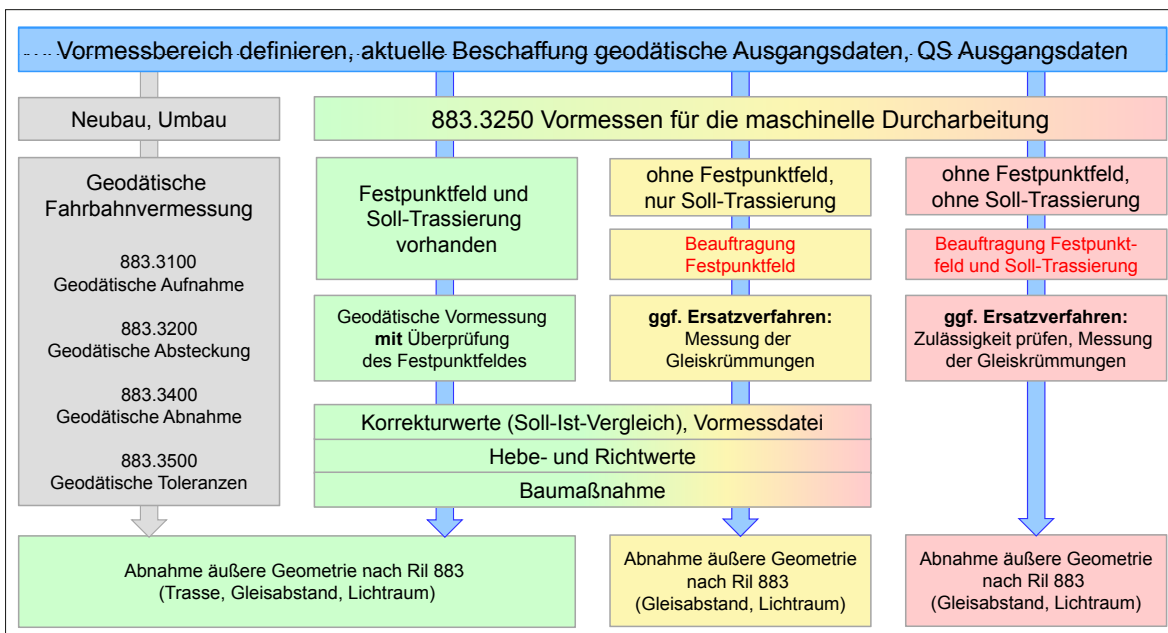 Vormessbereich definieren, aktuelle Beschaffung geodätische Ausgangsdaten, QS Ausgangsdaten
Neubau, Umbau
883.3250 Vormessen für die maschinelle Durcharbeitung
Geodätische
Fahrbahnvermessung
883.3100
Geodätische Aufnahme
883.3200
Geodätische Absteckung
883.3400
Geodätische Abnahme
883.3500
Geodätische Toleranzen
Festpunktfeld und
Soll-Trassierung
vorhanden
Geodätische Vormessung
mit Überprüfung
des Festpunktfeldes
ohne Festpunktfeld,
nur Soll-Trassierung
Beauftragung
Festpunktfeld
ggf. Ersatzverfahren:
Messung der
Gleiskrümmungen
ohne Festpunktfeld,
ohne Soll-Trassierung
Beauftragung Festpunkt-
feld und Soll-Trassierung
ggf. Ersatzverfahren:
Zulässigkeit prüfen, Messung
der Gleiskrümmungen
Korrekturwerte (Soll-Ist-Vergleich), Vormessdatei
Hebe- und Richtwerte
Baumaßnahme
Abnahme äußere Geometrie nach Ril 883
(Trasse, Gleisabstand, Lichtraum)
Abnahme äußere Geometrie
nach Ril 883
(Gleisabstand, Lichtraum)
Abnahme äußere Geometrie
nach Ril 883
(Gleisabstand, Lichtraum)